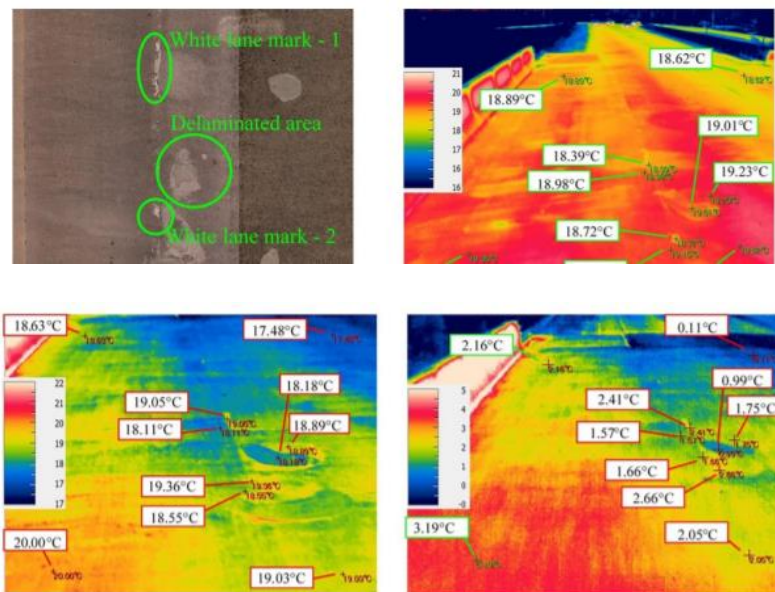 White lane mark - 1
Delaminated area
White lane mark - 2
18.62°C
18.89°C
19.01°C
18.39°C
19.23°C
18.98°C
18.72°C
21
20
19
18
17
16
18.63°C
17.48°C
18.18°C
19.05°C
18.11°C
18.89°C
19.36°C
18.55°C
20.00°C
19.03°C
22
21
20
19
18
17
2.16°C
0.11°C
0.99°C
2.41°C
1.75°C
1.57°C
1.66°C
2.66°C
3.19°C
2.05°C
5
4
3
2
1
-0